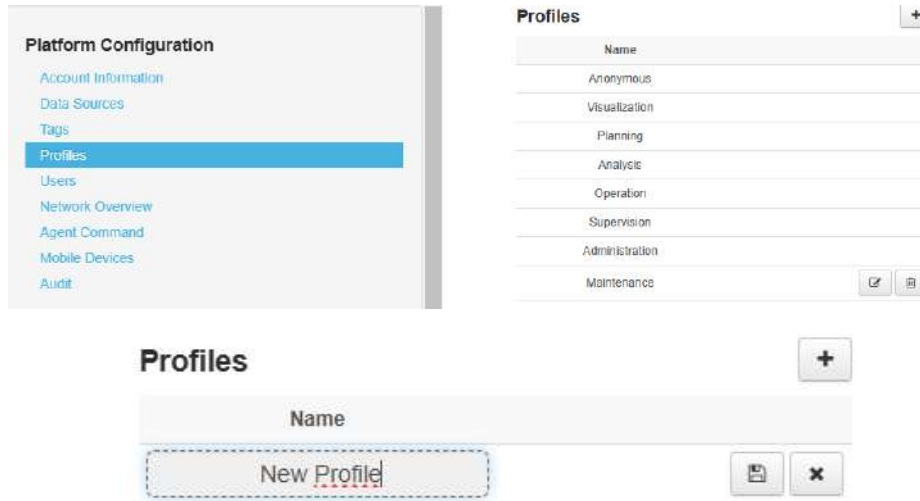 Platform Configuration
Account Information
Data Sources
Tags
Profiles
Users
Network Overview
Agent Command
Mobile Devices
Audit
Profiles
Name
Anonymous
Visualization
Planning
Analysis
Operation
Supervision
Administration
Maintenance
Profiles
Name
New Profile